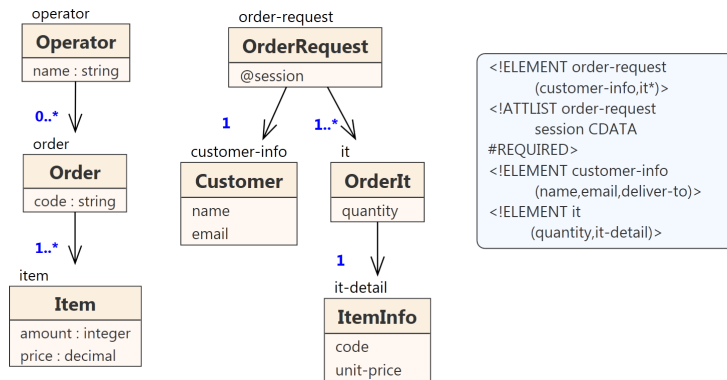 operator
Operator
name : string
0..*
order
Order
code : string
1..*
item
Item
amount : integer
price : decimal
order-request
OrderRequest
@session
1
1..*
customer-info
Customer
name
email
it
OrderIt
quantity
1
it-detail
ItemInfo
code
unit-price
<!ELEMENT order-request
(customer-info,it*)>
<!ATTLIST order-request
session CDATA
#REQUIRED>
<!ELEMENT customer-info
(name,email,deliver-to)>
<!ELEMENT it
(quantity,it-detail)>